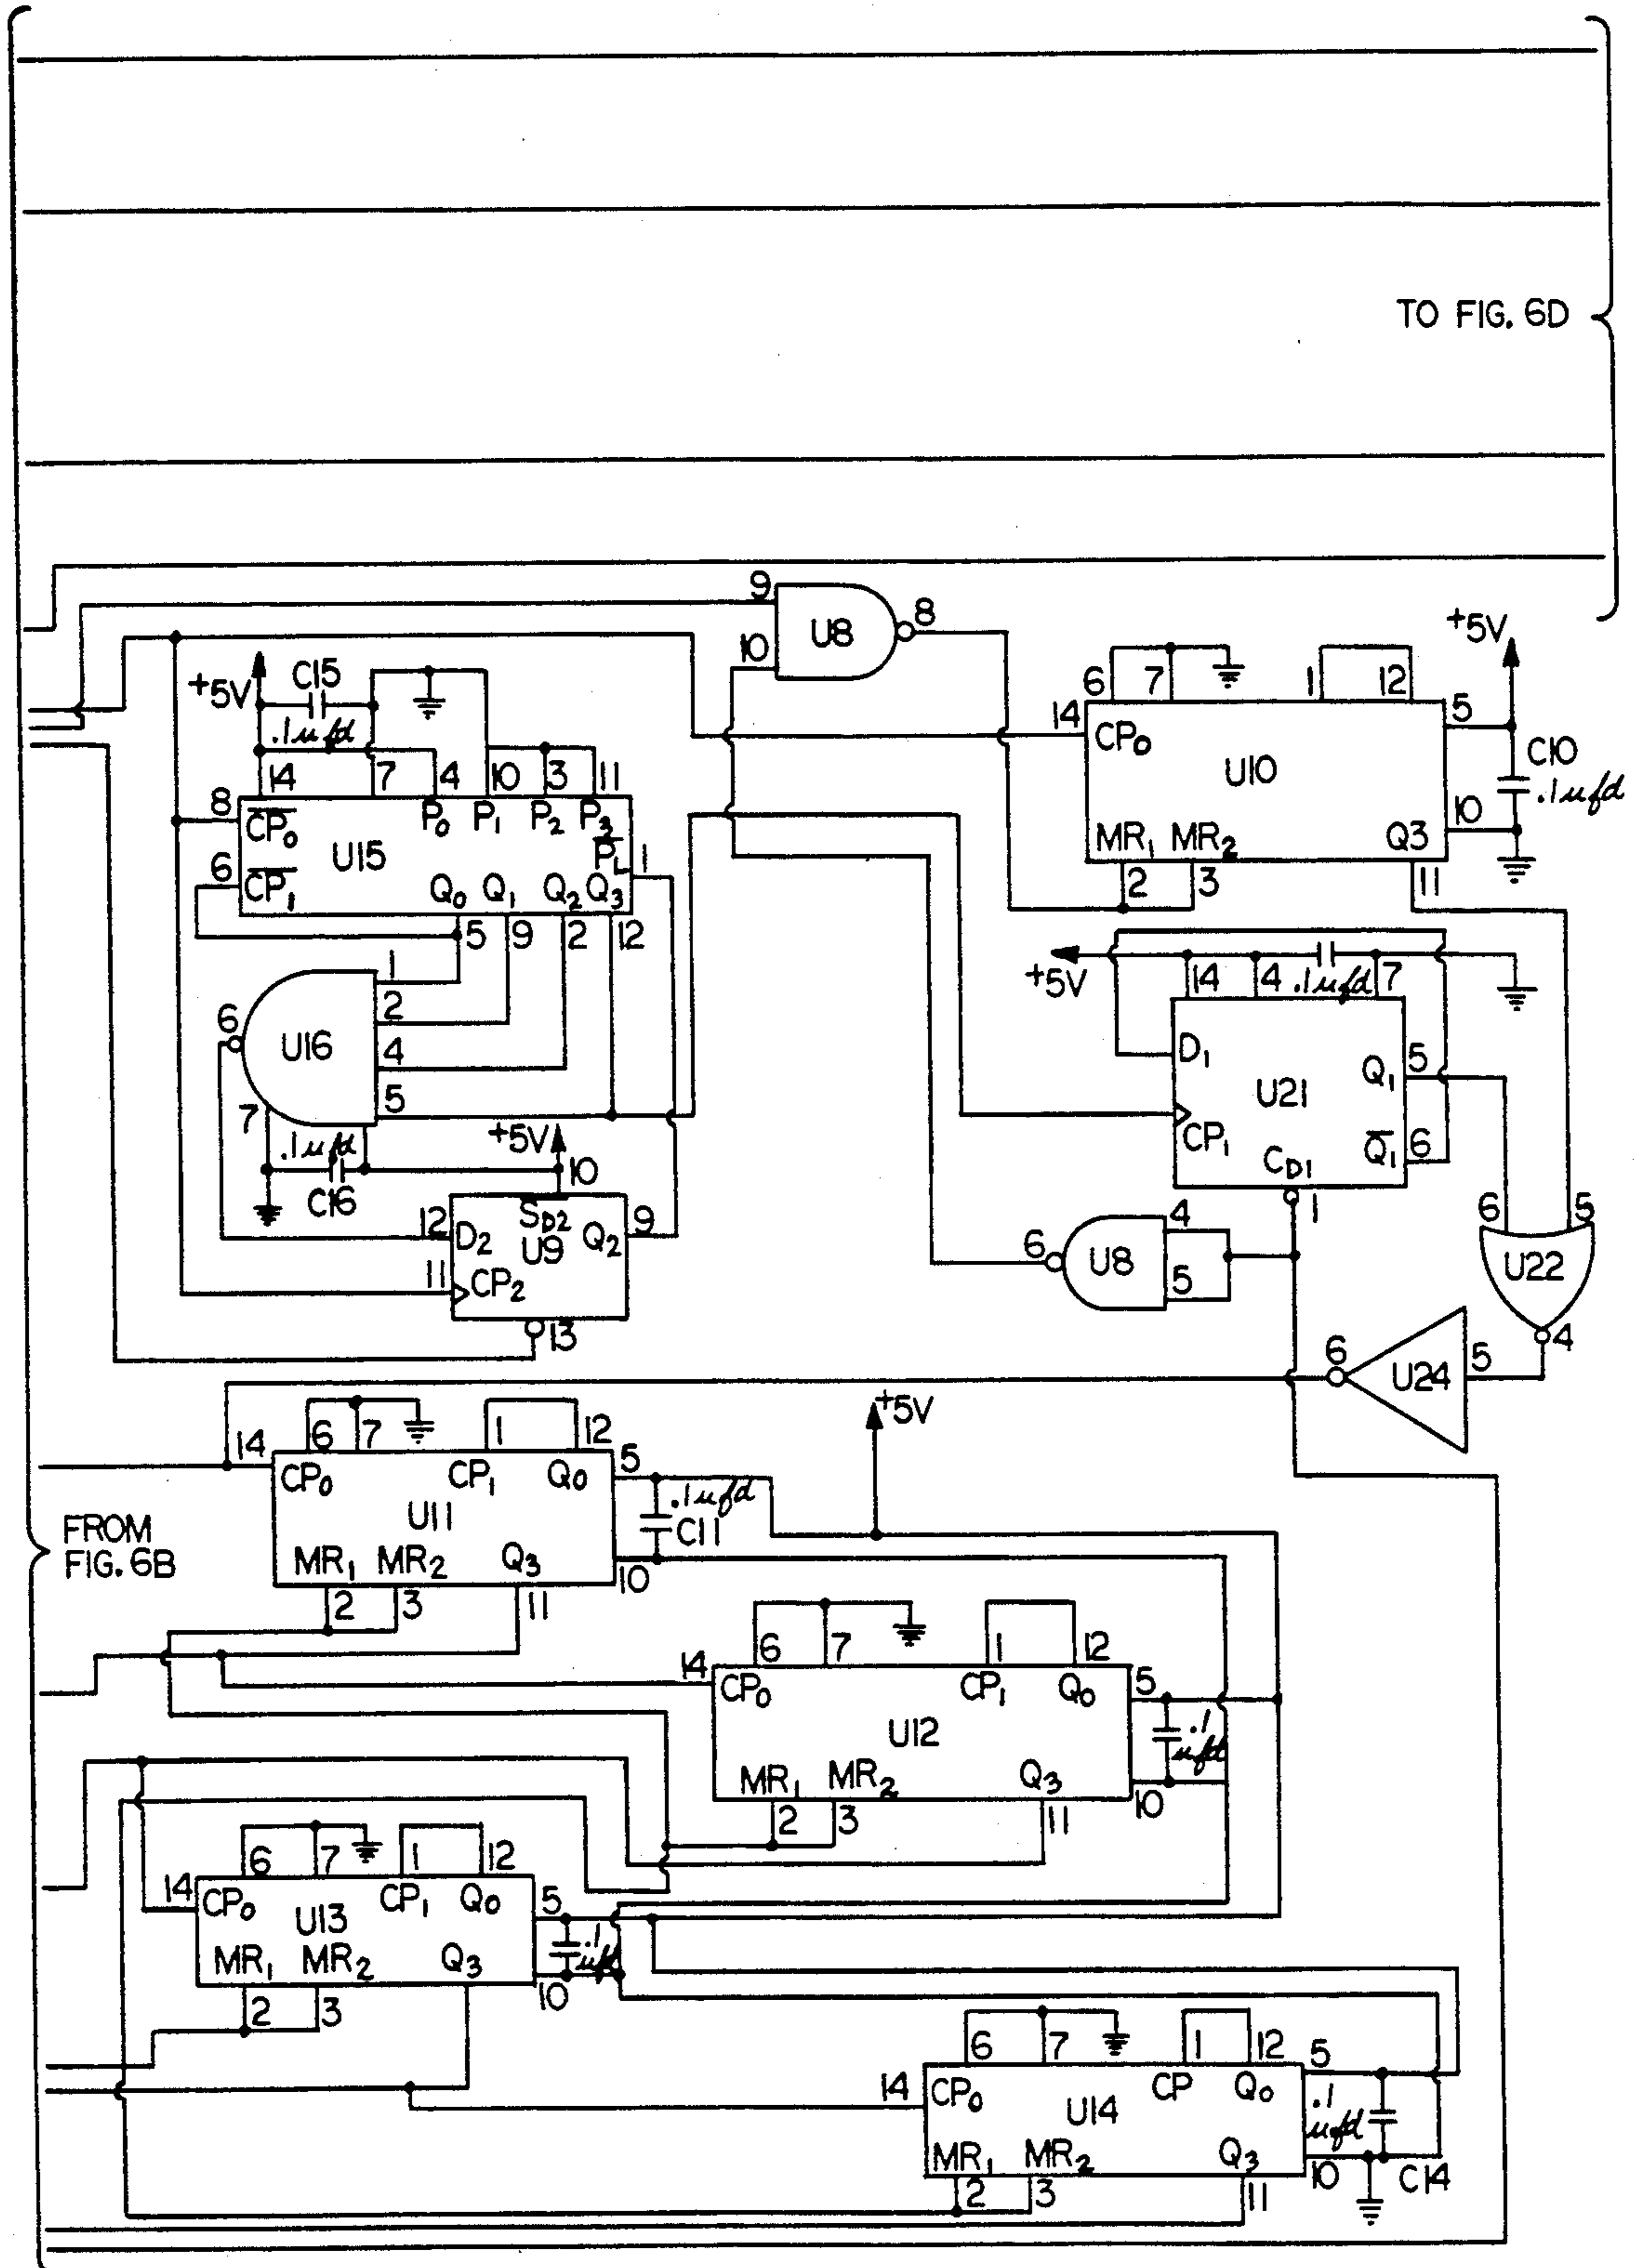 TO FIG. 6D
9
U8
8
10
+5V
C15
.1ufd
14 7 4 10 3 11
8 CP0 P0 P1 P2 P3
U15
PL 1
6 CP1
Q0 Q1 Q2 Q3
5 9 2 12
1
2
6 U16
4
5
7
.1ufd
C16
+5V
10
12 D2 SD2 Q2 9
U9
11 CP2
13
6 7 1 12
+5V
14 CP0 5
U10
C10
.1ufd
10
MR1 MR2 Q3
2 3 11
+5V
14 4 .1ufd 7
D1
Q1 5
U21
CP1
CD1 Q̅1 6
1
6 U8 4
5
6 5
U22
4
6 U24 5
+5V
6 7 1 12
14 CP0 CP1 Q0 5
U11
.1ufd
C11
MR1 MR2 Q3
10
2 3 11
FROM
FIG. 6B
6 7 1 12
14 CP0 CP1 Q0 5
U12
.1
ufd
MR1 MR2 Q3
10
2 3 11
6 7 1 12
14 CP0 CP1 Q0 5
U13
.1
ufd
MR1 MR2 Q3
10
2 3
6 7 1 12
14 CP0 CP Q0 5
U14
.1
ufd
MR1 MR2 Q3
10 C14
2 3 11